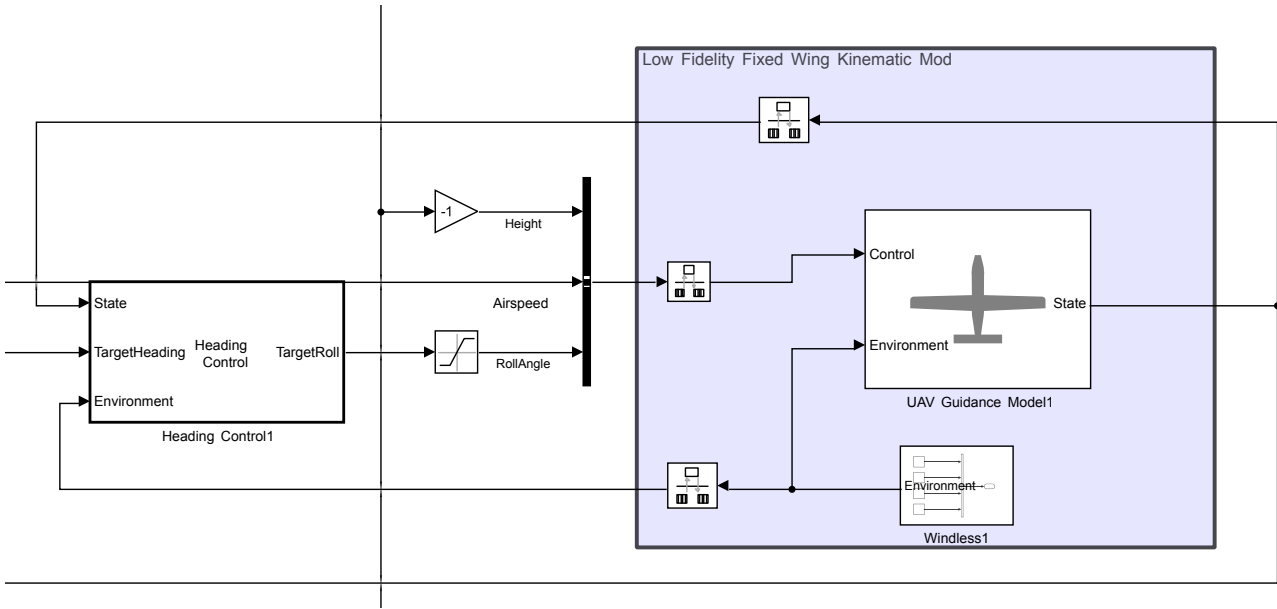 Low Fidelity Fixed Wing Kinematic Mod
-1
Height
Control
State
Airspeed
State
TargetHeading
Heading
Control
TargetRoll
RollAngle
Environment
Environment
UAV Guidance Model1
Heading Control1
Environment
Windless1